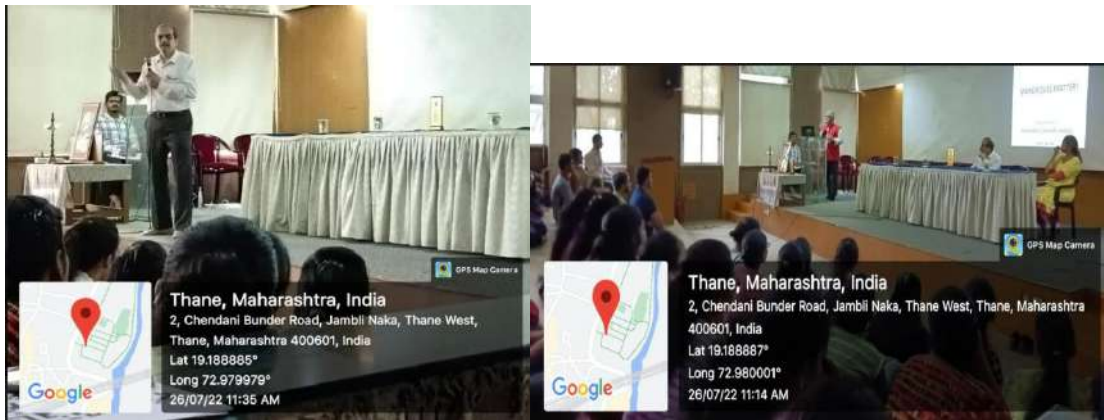 GPS Map Camera
Thane, Maharashtra, India
2, Chendani Bunder Road, Jambli Naka, Thane West,
Thane, Maharashtra 400601, India
Lat 19.188885°
Long 72.979979°
26/07/22 11:35 AM
Google
GPS Map Camera
Thane, Maharashtra, India
2, Chendani Bunder Road, Jambli Naka, Thane West, Thane, Maharashtra
400601, India
Lat 19.188887°
Long 72.980001°
26/07/22 11:14 AM
Google